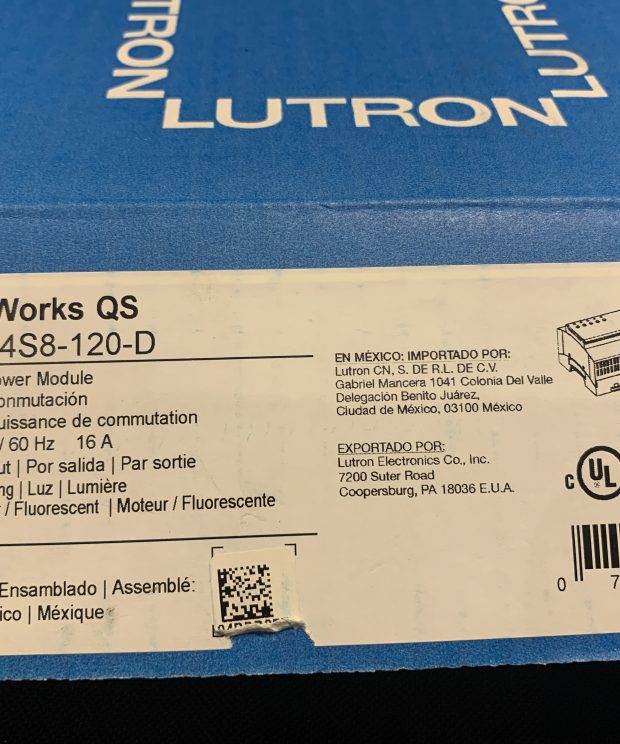 TRON
LUTRON
LUTRO
Works QS
4S8-120-D
ower Module
onmutación
uissance de commutation
/ 60 Hz 16 A
ut | Por salida | Par sortie
ng | Luz | Lumière
r / Fluorescent | Moteur / Fluorescente
Ensamblado | Assemblé:
ico | Méxique
EN MÉXICO: IMPORTADO POR:
Lutron CN, S. DE R.L. DE C.V.
Gabriel Mancera 1041 Colonia Del Valle
Delegación Benito Juárez,
Ciudad de México, 03100 México
EXPORTADO POR:
Lutron Electronics Co., Inc.
7200 Suter Road
Coopersburg, PA 18036 E.U.A.
C UL
0 7